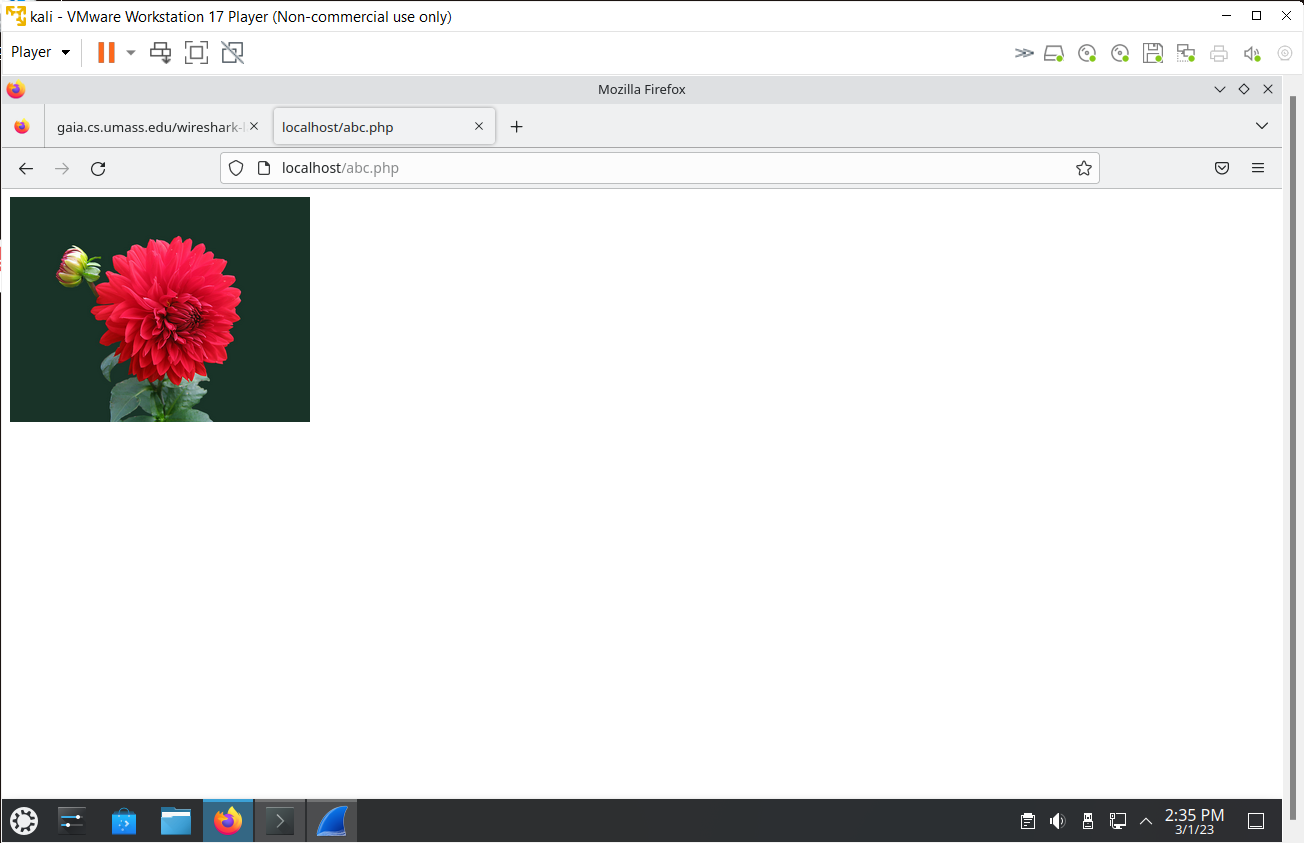 kali - VMware Workstation 17 Player (Non-commercial use only)
Player
Mozilla Firefox
gaia.cs.umass.edu/wireshark-
localhost/abc.php
localhost/abc.php
2:35 PM
3/1/23